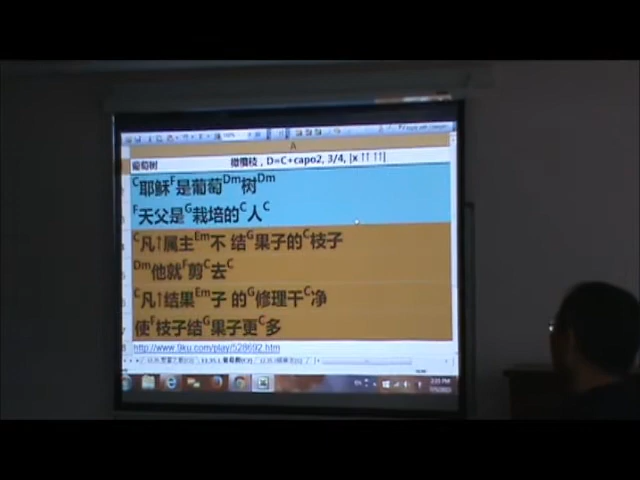 A
葡萄树 橄榄枝, D=C+capo2, 3/4, |x ↑↑ ↑↑|
C耶稣F是葡萄Dm树Dm
F天父是G栽培的C人C
C凡↑属主Em不 结G果子的C枝子
Dm他就F剪C去C
C凡↑结果Em子 的G修理干C净
使F枝子结G果子更C多
http://www.9ku.com/play/528692.htm